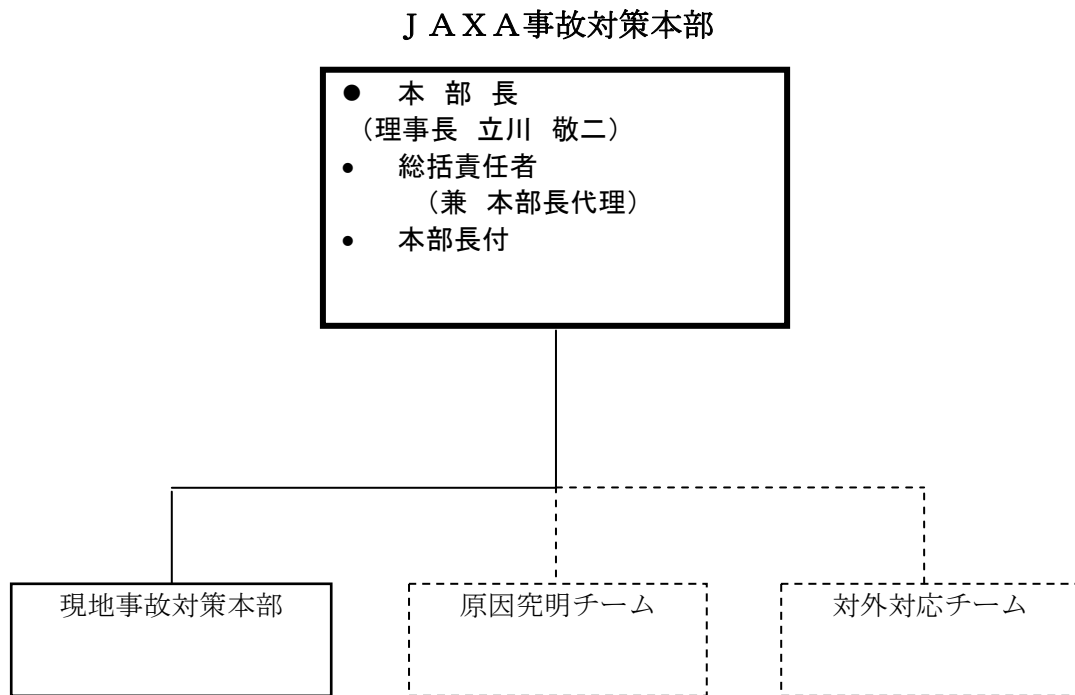 ＪＡＸＡ事故対策本部
● 本 部 長
（理事長 立川 敬二）
• 総括責任者
（兼 本部長代理）
• 本部長付
現地事故対策本部
原因究明チーム
対外対応チーム